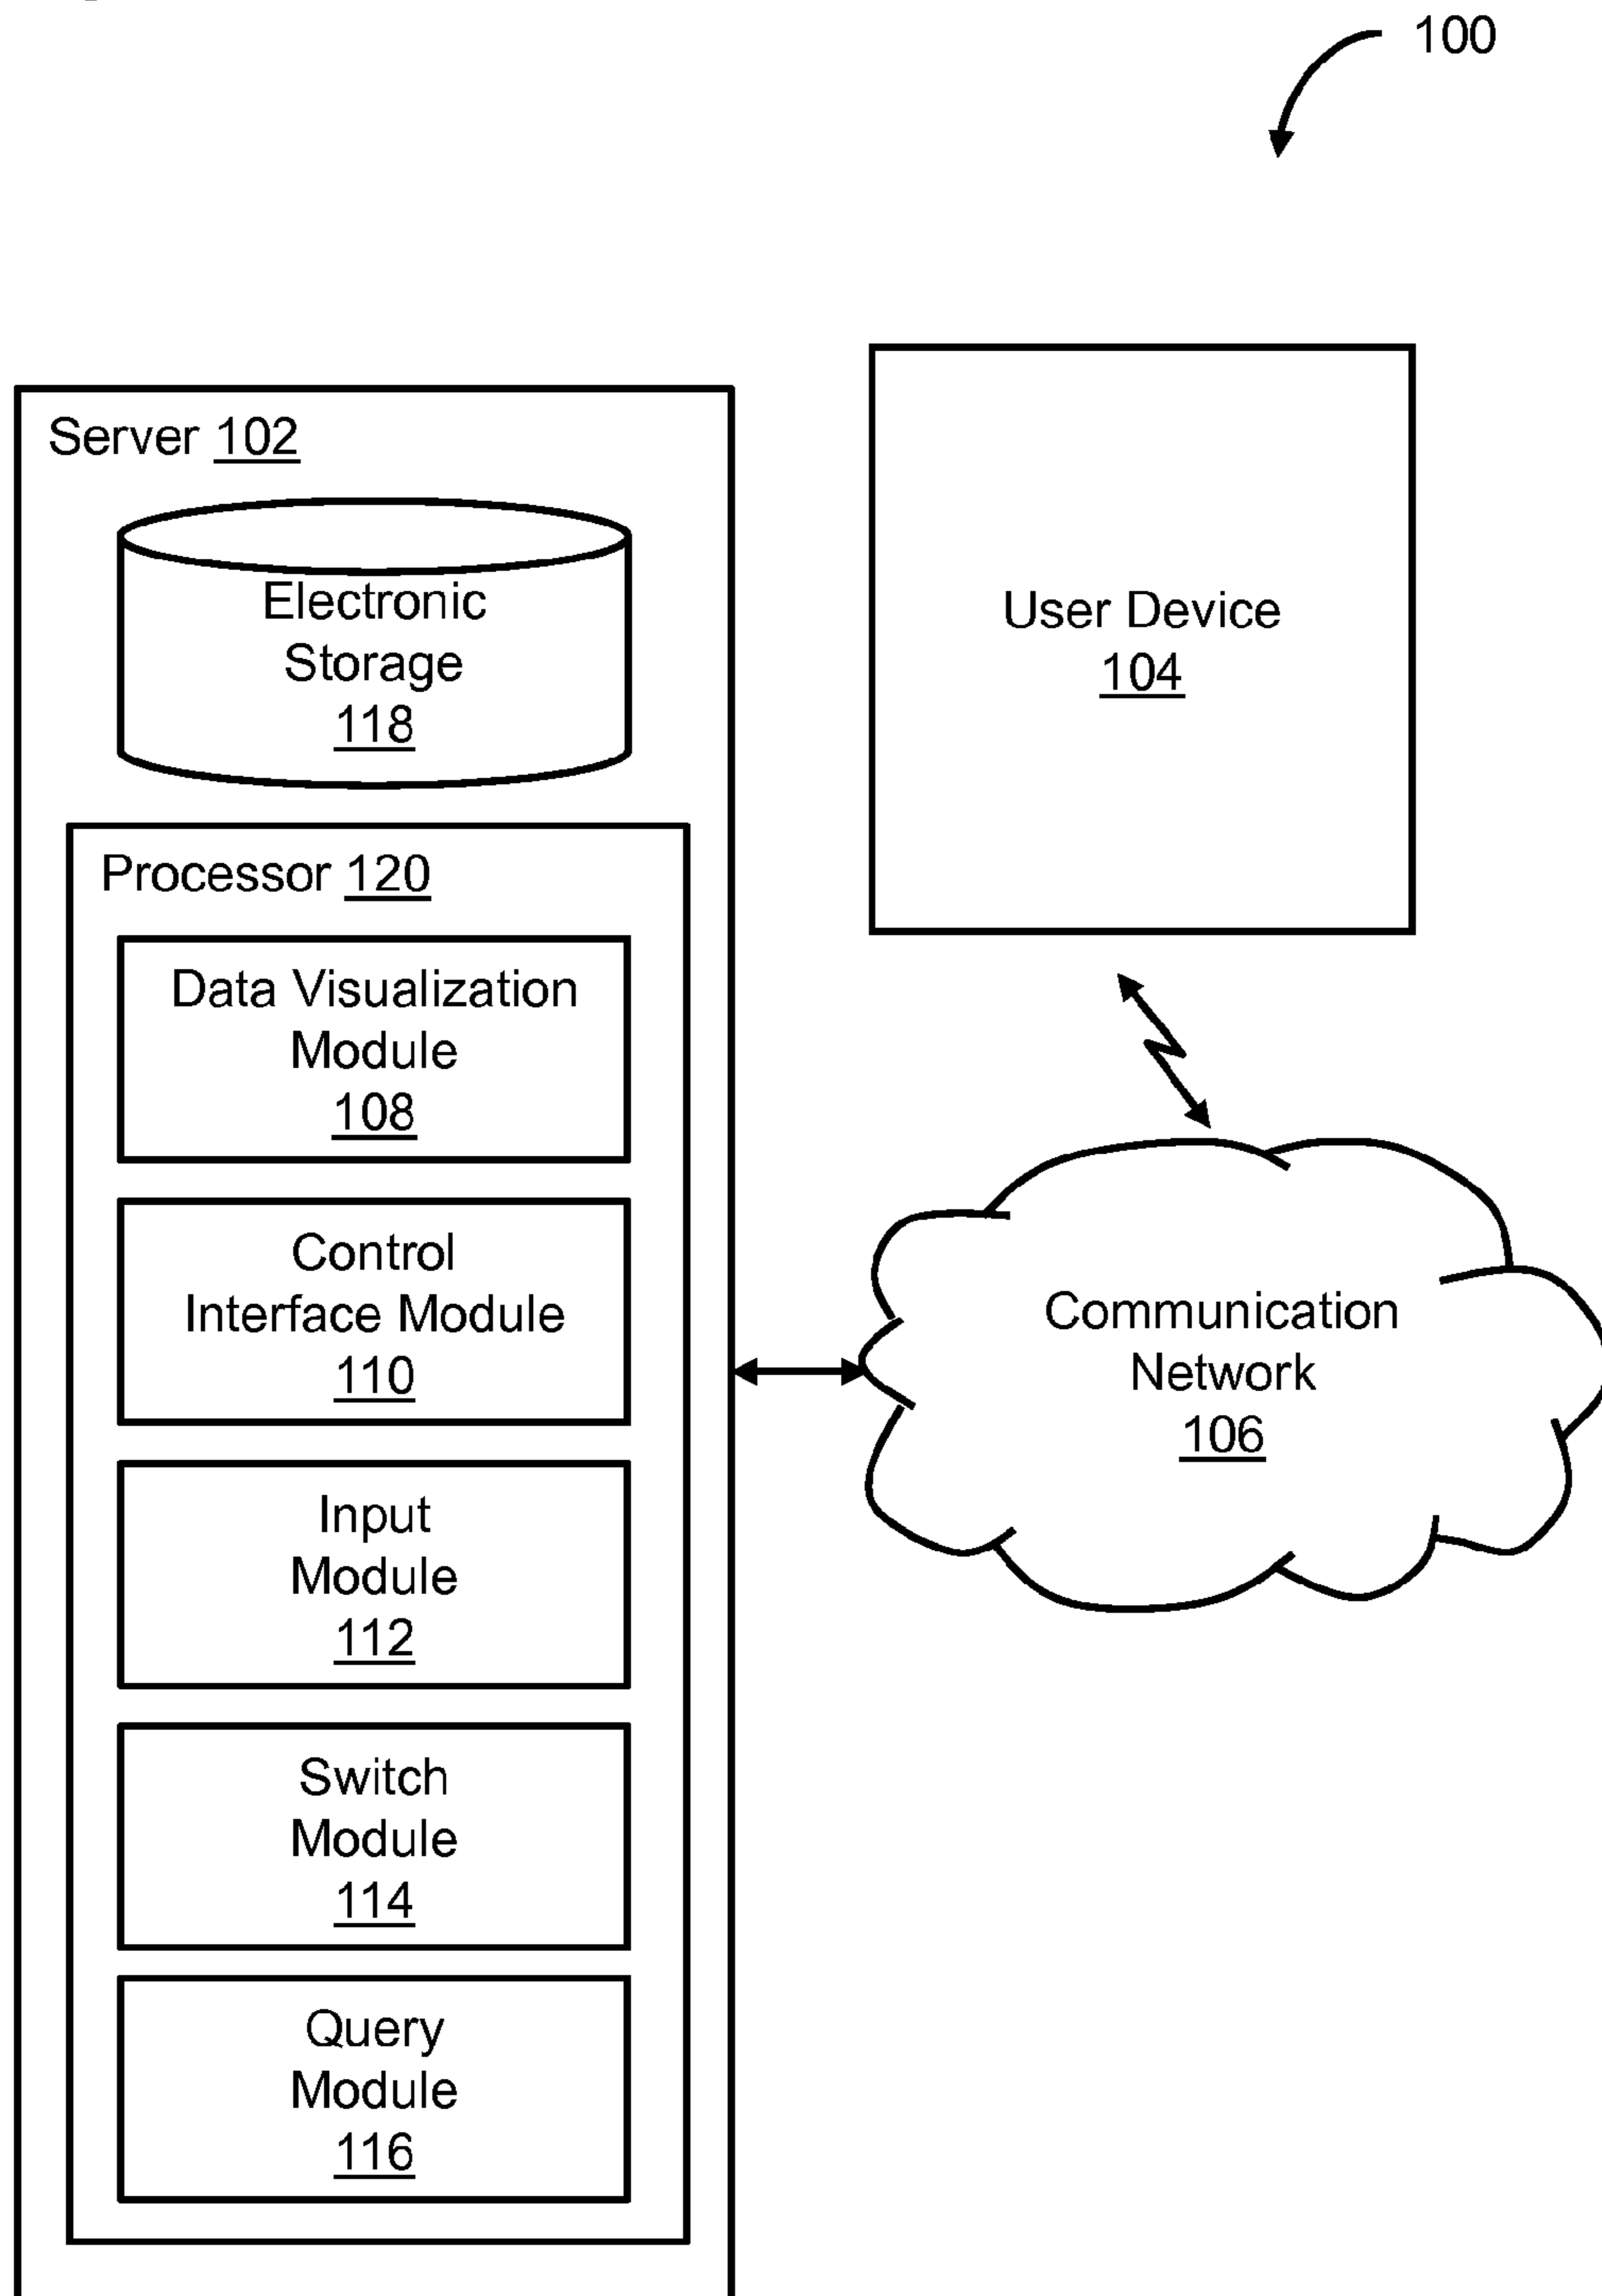 100
Server 102
Electronic
Storage
118
Processor 120
Data Visualization
Module
108
Control
Interface Module
110
Input
Module
112
Switch
Module
114
Query
Module
116
User Device
104
Communication
Network
106